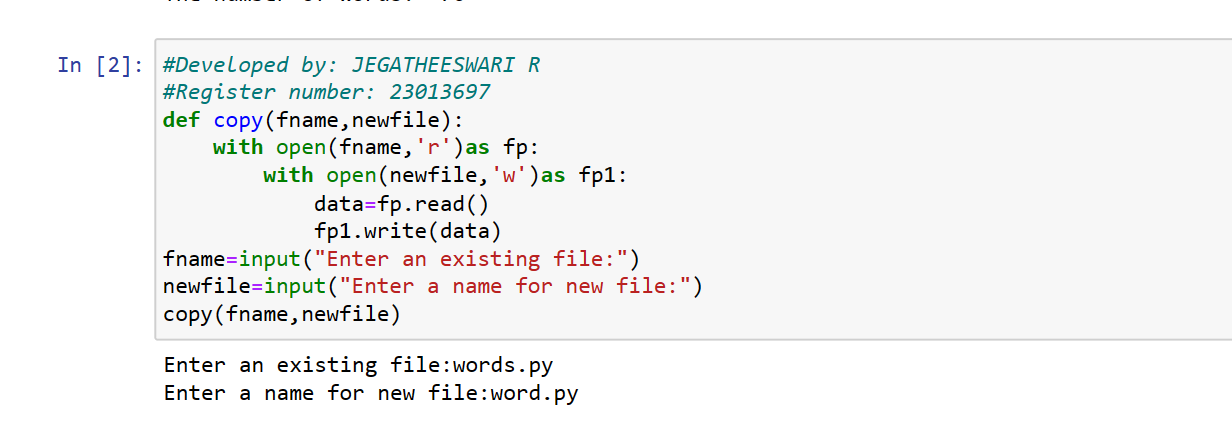 In [2]: #Developed by: JEGATHEESWARI R
#Register number: 23013697
def copy(fname,newfile):
    with open(fname,'r')as fp:
        with open(newfile,'w')as fp1:
            data=fp.read()
            fp1.write(data)
fname=input("Enter an existing file:")
newfile=input("Enter a name for new file:")
copy(fname,newfile)
Enter an existing file:words.py
Enter a name for new file:word.py